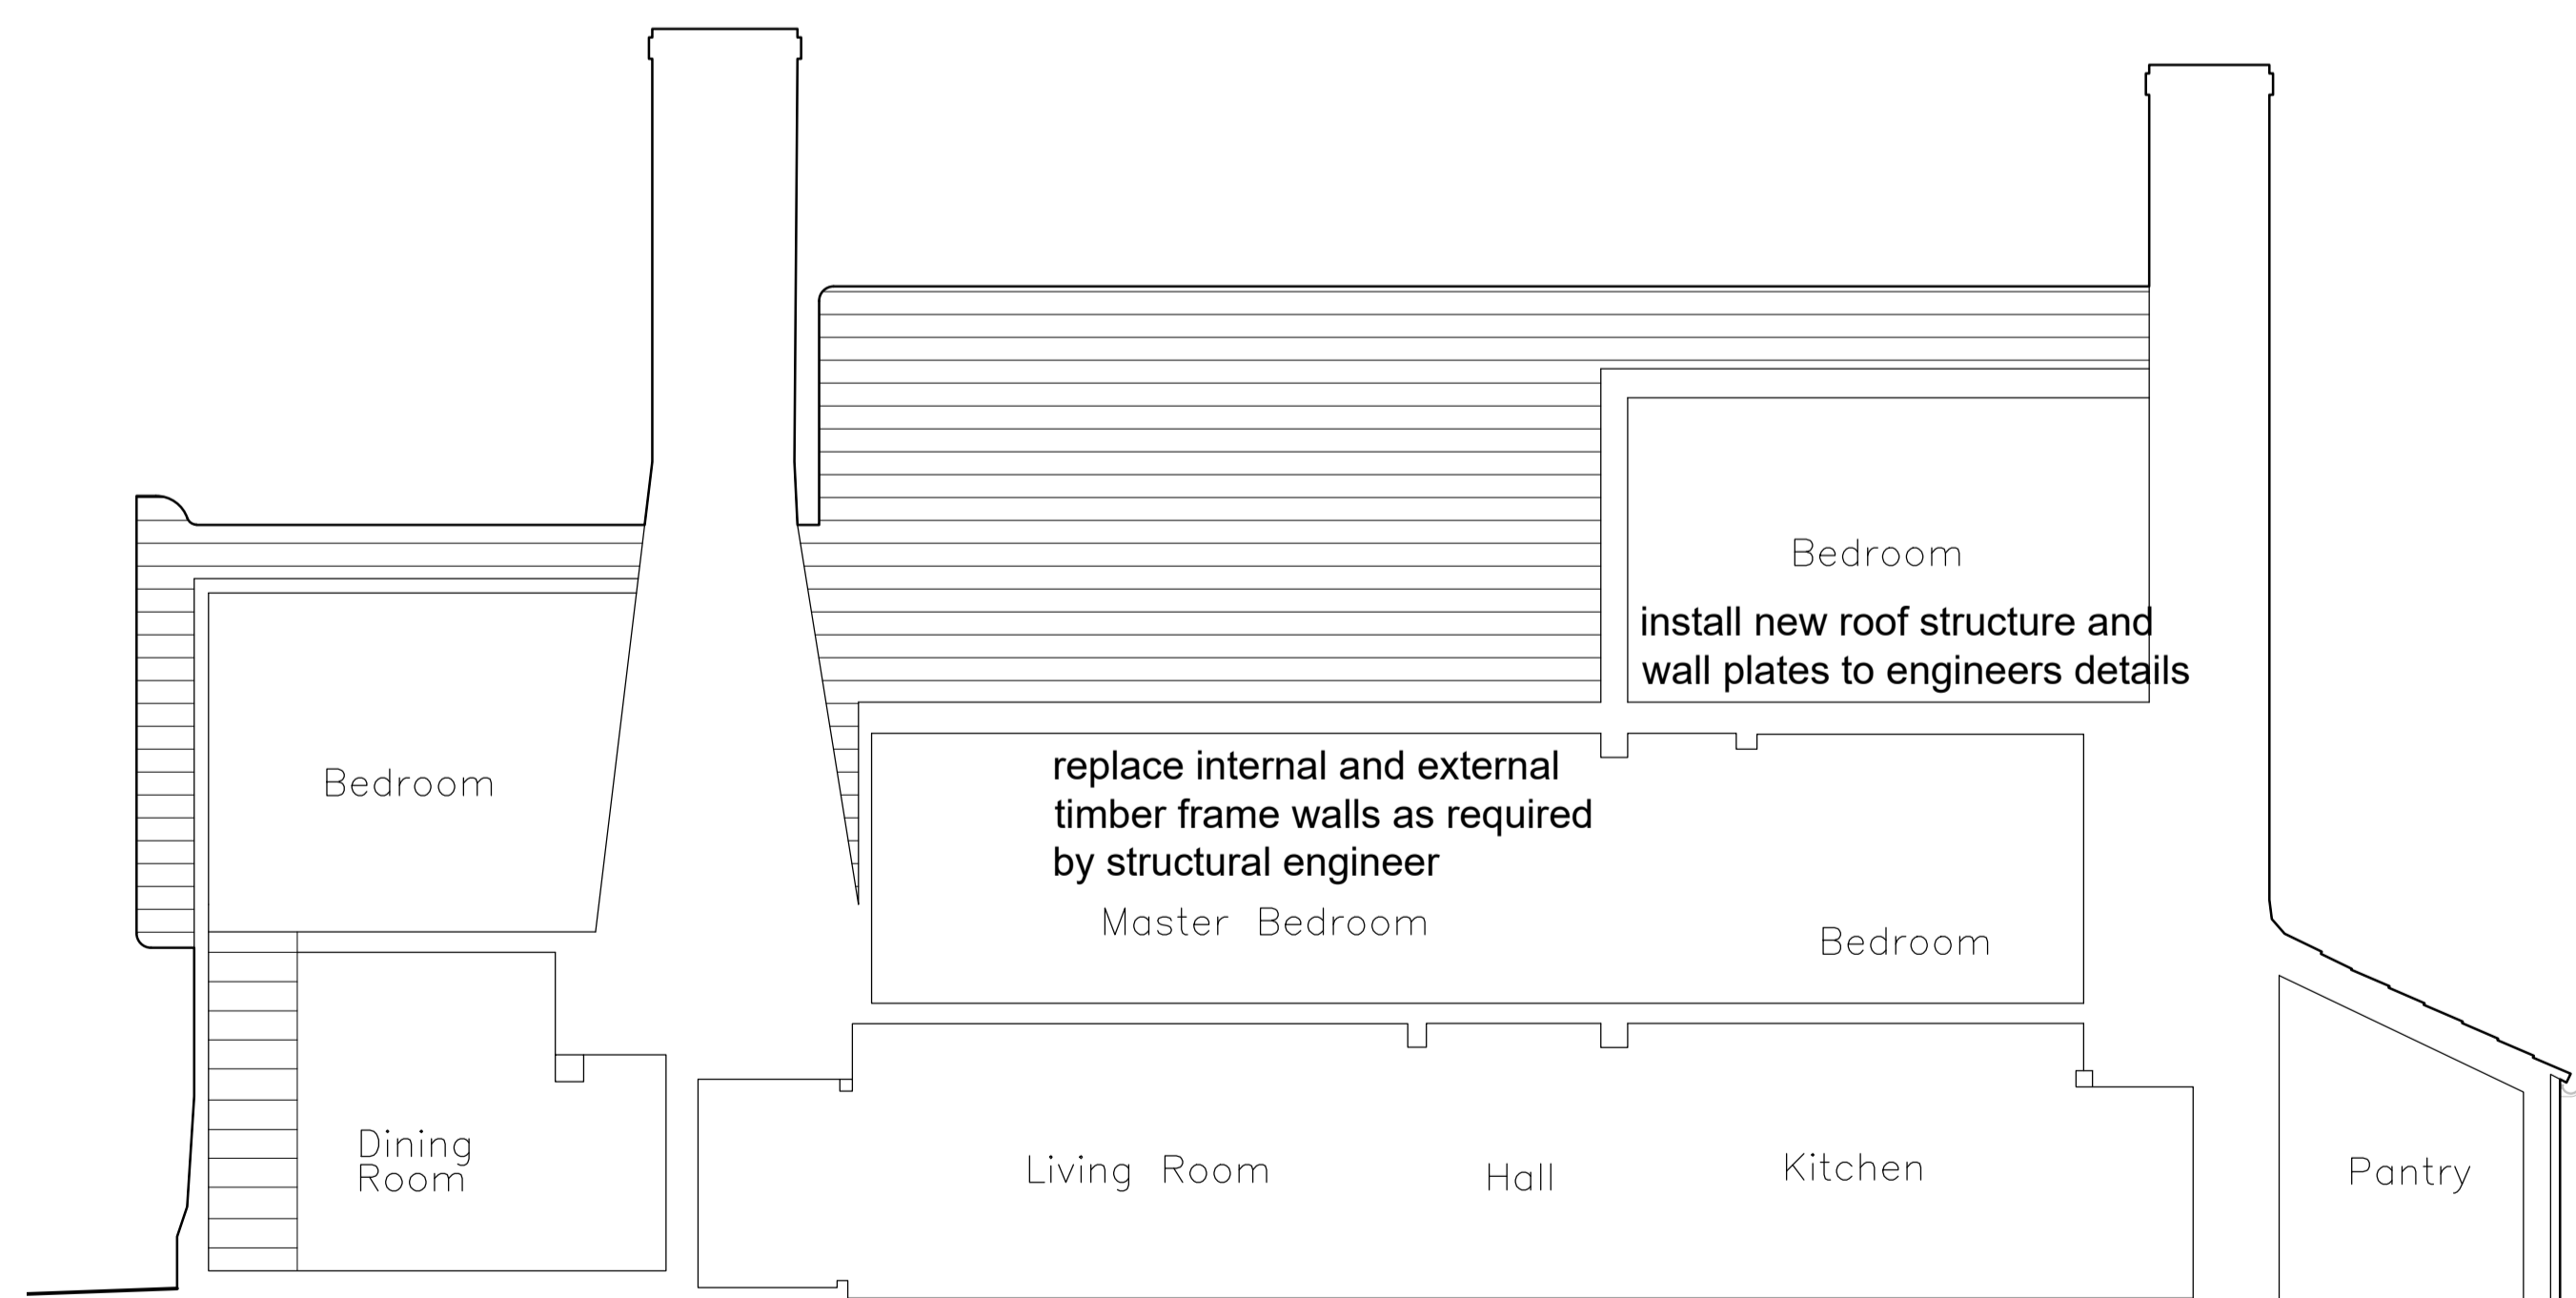 Bedroom
install new roof structure and
wall plates to engineers details
Bedroom
replace internal and external
timber frame walls as required
by structural engineer
Master Bedroom
Bedroom
Dining
Room
Living Room
Hall
Kitchen
Pantry